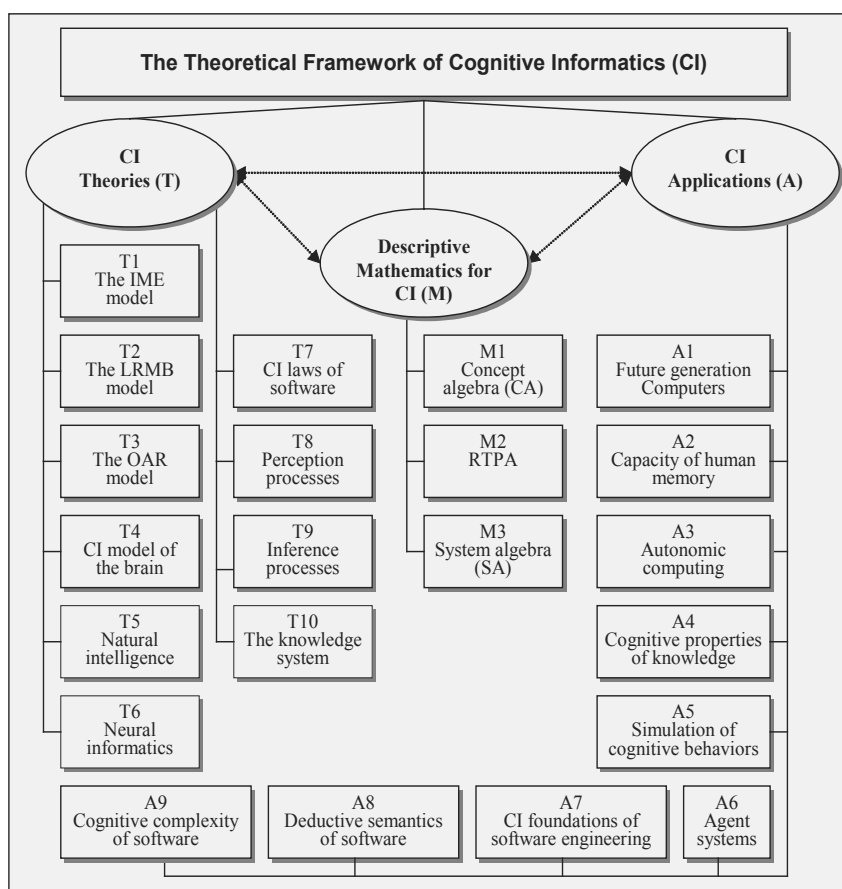 The Theoretical Framework of Cognitive Informatics (CI)
CI
Theories (T)
CI
Applications (A)
Descriptive
Mathematics for
CI (M)
T1
The IME
model
T2
The LRMB
model
T3
The OAR
model
T4
CI model of
the brain
T5
Natural
intelligence
T6
Neural
informatics
T7
CI laws of
software
T8
Perception
processes
T9
Inference
processes
T10
The knowledge
system
M1
Concept
algebra (CA)
M2
RTPA
M3
System algebra
(SA)
A1
Future generation
Computers
A2
Capacity of human
memory
A3
Autonomic
computing
A4
Cognitive properties
of knowledge
A5
Simulation of
cognitive behaviors
A9
Cognitive complexity
of software
A8
Deductive semantics
of software
A7
CI foundations of
software engineering
A6
Agent
systems